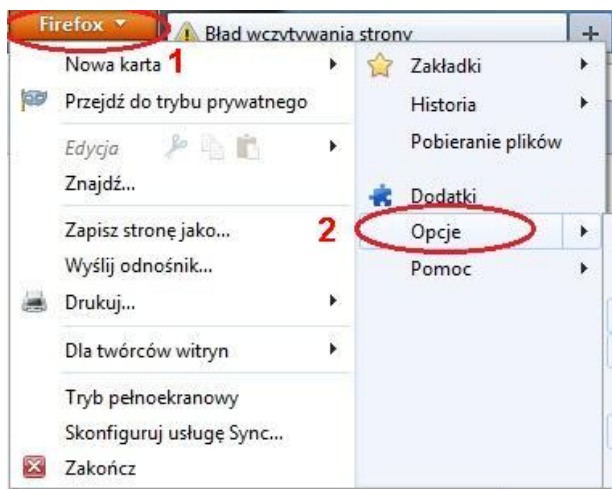 Firefox
Bład wczytywania strony
+
1
Nowa karta
Przejdź do trybu prywatnego
Edycja
Znajdź...
Zapisz stronę jako...
Wyślij odnośnik...
Drukuj...
Dla twórców witryn
Tryb pełnoekranowy
Skonfiguruj usługę Sync...
Zakończ
Zakładki
Historia
Pobieranie plików
Dodatki
2
Opcje
Pomoc